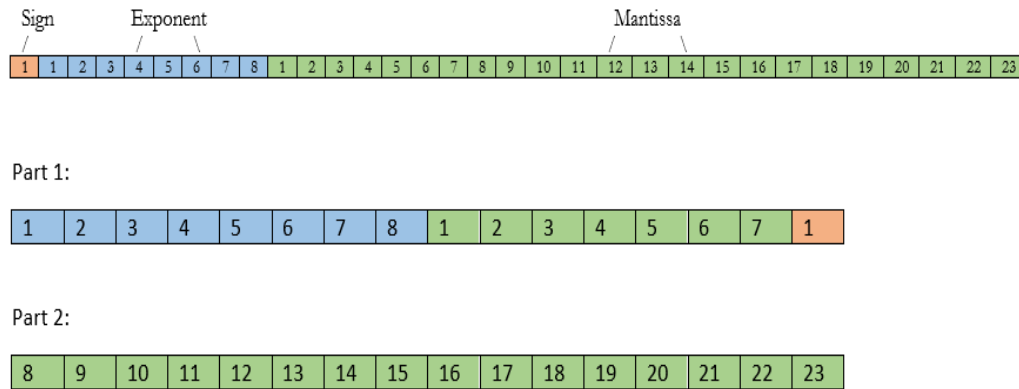 Sign Exponent Mantissa
1 1 2 3 4 5 6 7 8 1 2 3 4 5 6 7 8 9 10 11 12 13 14 15 16 17 18 19 20 21 22 23
Part 1:
1 2 3 4 5 6 7 8 1 2 3 4 5 6 7 1
Part 2:
8 9 10 11 12 13 14 15 16 17 18 19 20 21 22 23